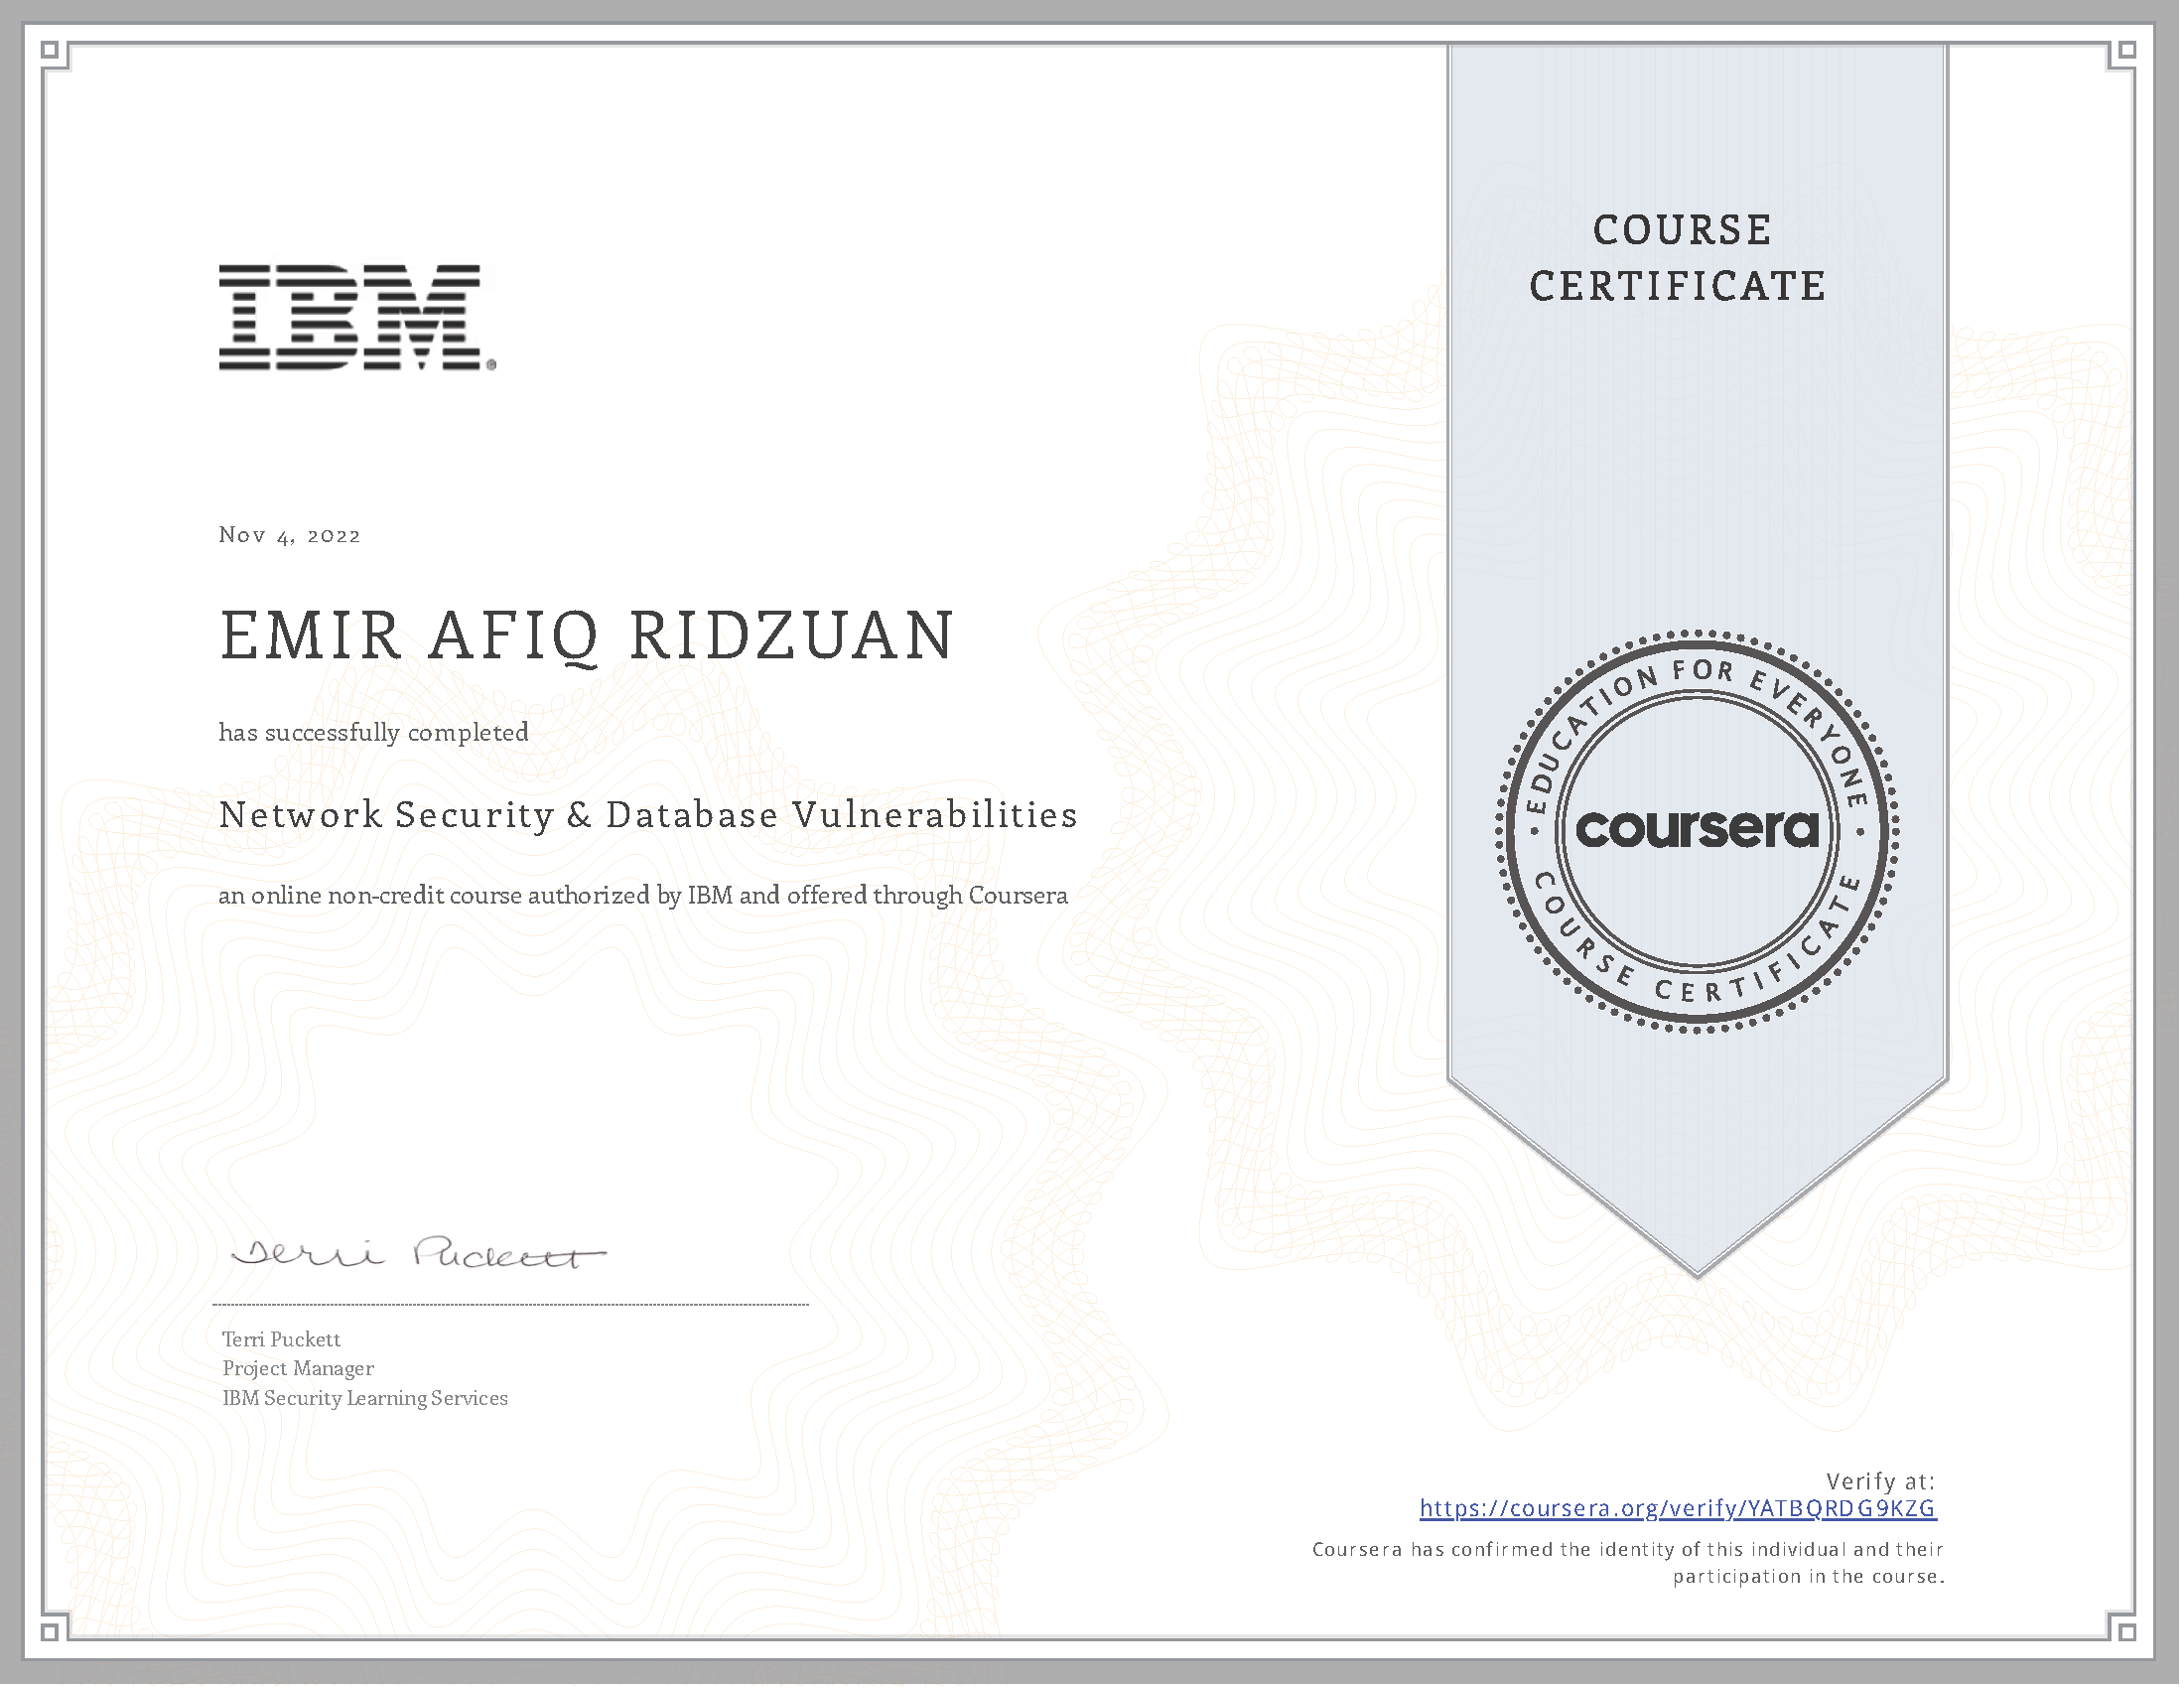 IBM®
Nov 4, 2022
EMIR AFIQ RIDZUAN
has successfully completed
Network Security & Database Vulnerabilities
an online non-credit course authorized by IBM and offered through Coursera
Terri Puckett
Terri Puckett
Project Manager
IBM Security Learning Services
COURSE
CERTIFICATE
EDUCATION FOR EVERYONE
coursera
COURSE CERTIFICATE
Verify at:
https://coursera.org/verify/YATBQRDG9KZG
Coursera has confirmed the identity of this individual and their
participation in the course.